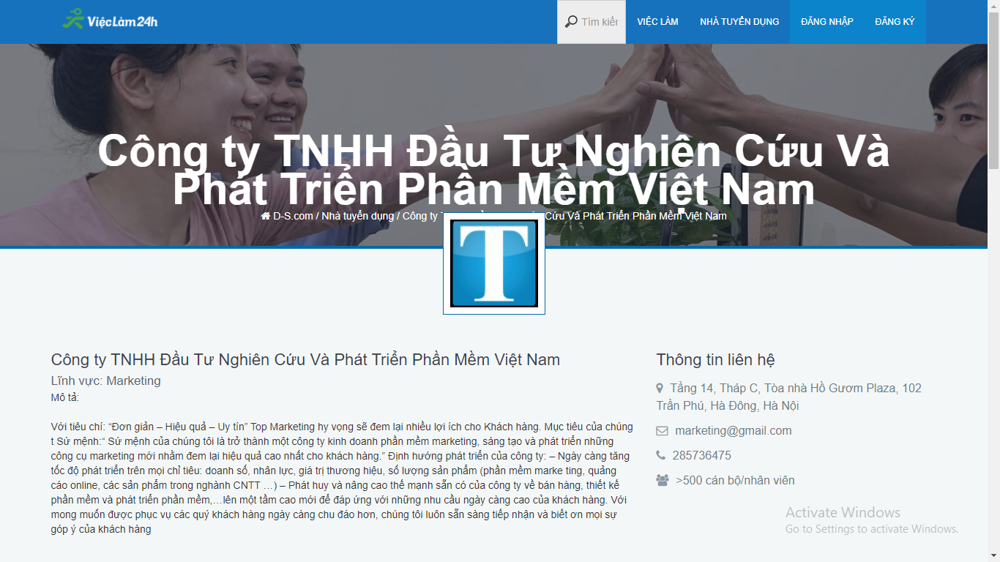 ViệcLàm24h
Tìm kiếr
VIỆC LÀM
NHÀ TUYỂN DỤNG
ĐĂNG NHẬP
ĐĂNG KÝ
Công ty TNHH Đầu Tư Nghiên Cứu Và
Phát Triển Phần Mềm Việt Nam
D-S.com / Nhà tuyển dụng / Công ty Cứu Và Phát Triển Phần Mềm Việt Nam
T
Công ty TNHH Đầu Tư Nghiên Cứu Và Phát Triển Phần Mềm Việt Nam
Lĩnh vực: Marketing
Mô tả:
Với tiêu chí: “Đơn giản – Hiệu quả – Uy tín” Top Marketing hy vọng sẽ đem lại nhiều lợi ích cho Khách hàng. Mục tiêu của chúng
t Sứ mệnh:“ Sứ mệnh của chúng tôi là trở thành một công ty kinh doanh phần mềm marketing, sáng tạo và phát triển những
công cụ marketing mới nhằm đem lại hiệu quả cao nhất cho khách hàng.” Định hướng phát triển của công ty: – Ngày càng tăng
tốc độ phát triển trên mọi chỉ tiêu: doanh số, nhân lực, giá trị thương hiệu, số lượng sản phẩm (phần mềm marke ting, quảng
cáo online, các sản phẩm trong nghành CNTT …) – Phát huy và nâng cao thế mạnh sẵn có của công ty về bán hàng, thiết kế
phần mềm và phát triển phần mềm,…lên một tầm cao mới để đáp ứng với những nhu cầu ngày càng cao của khách hàng. Với
mong muốn được phục vụ các quý khách hàng ngày càng chu đáo hơn, chúng tôi luôn sẵn sàng tiếp nhận và biết ơn mọi sự
góp ý của khách hàng
Thông tin liên hệ
Tầng 14, Tháp C, Tòa nhà Hồ Gươm Plaza, 102
Trần Phú, Hà Đông, Hà Nội
marketing@gmail.com
285736475
>500 cán bộ/nhân viên
Activate Windows
Go to Settings to activate Windows.